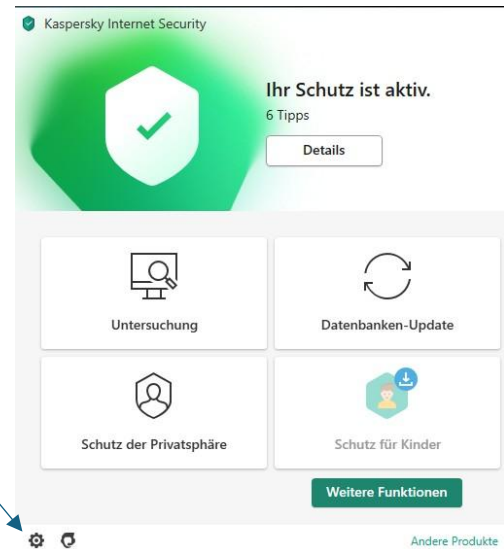 Kaspersky Internet Security
Ihr Schutz ist aktiv.
6 Tipps
Details
Untersuchung
Datenbanken-Update
Schutz der Privatsphäre
Schutz für Kinder
Weitere Funktionen
Andere Produkte